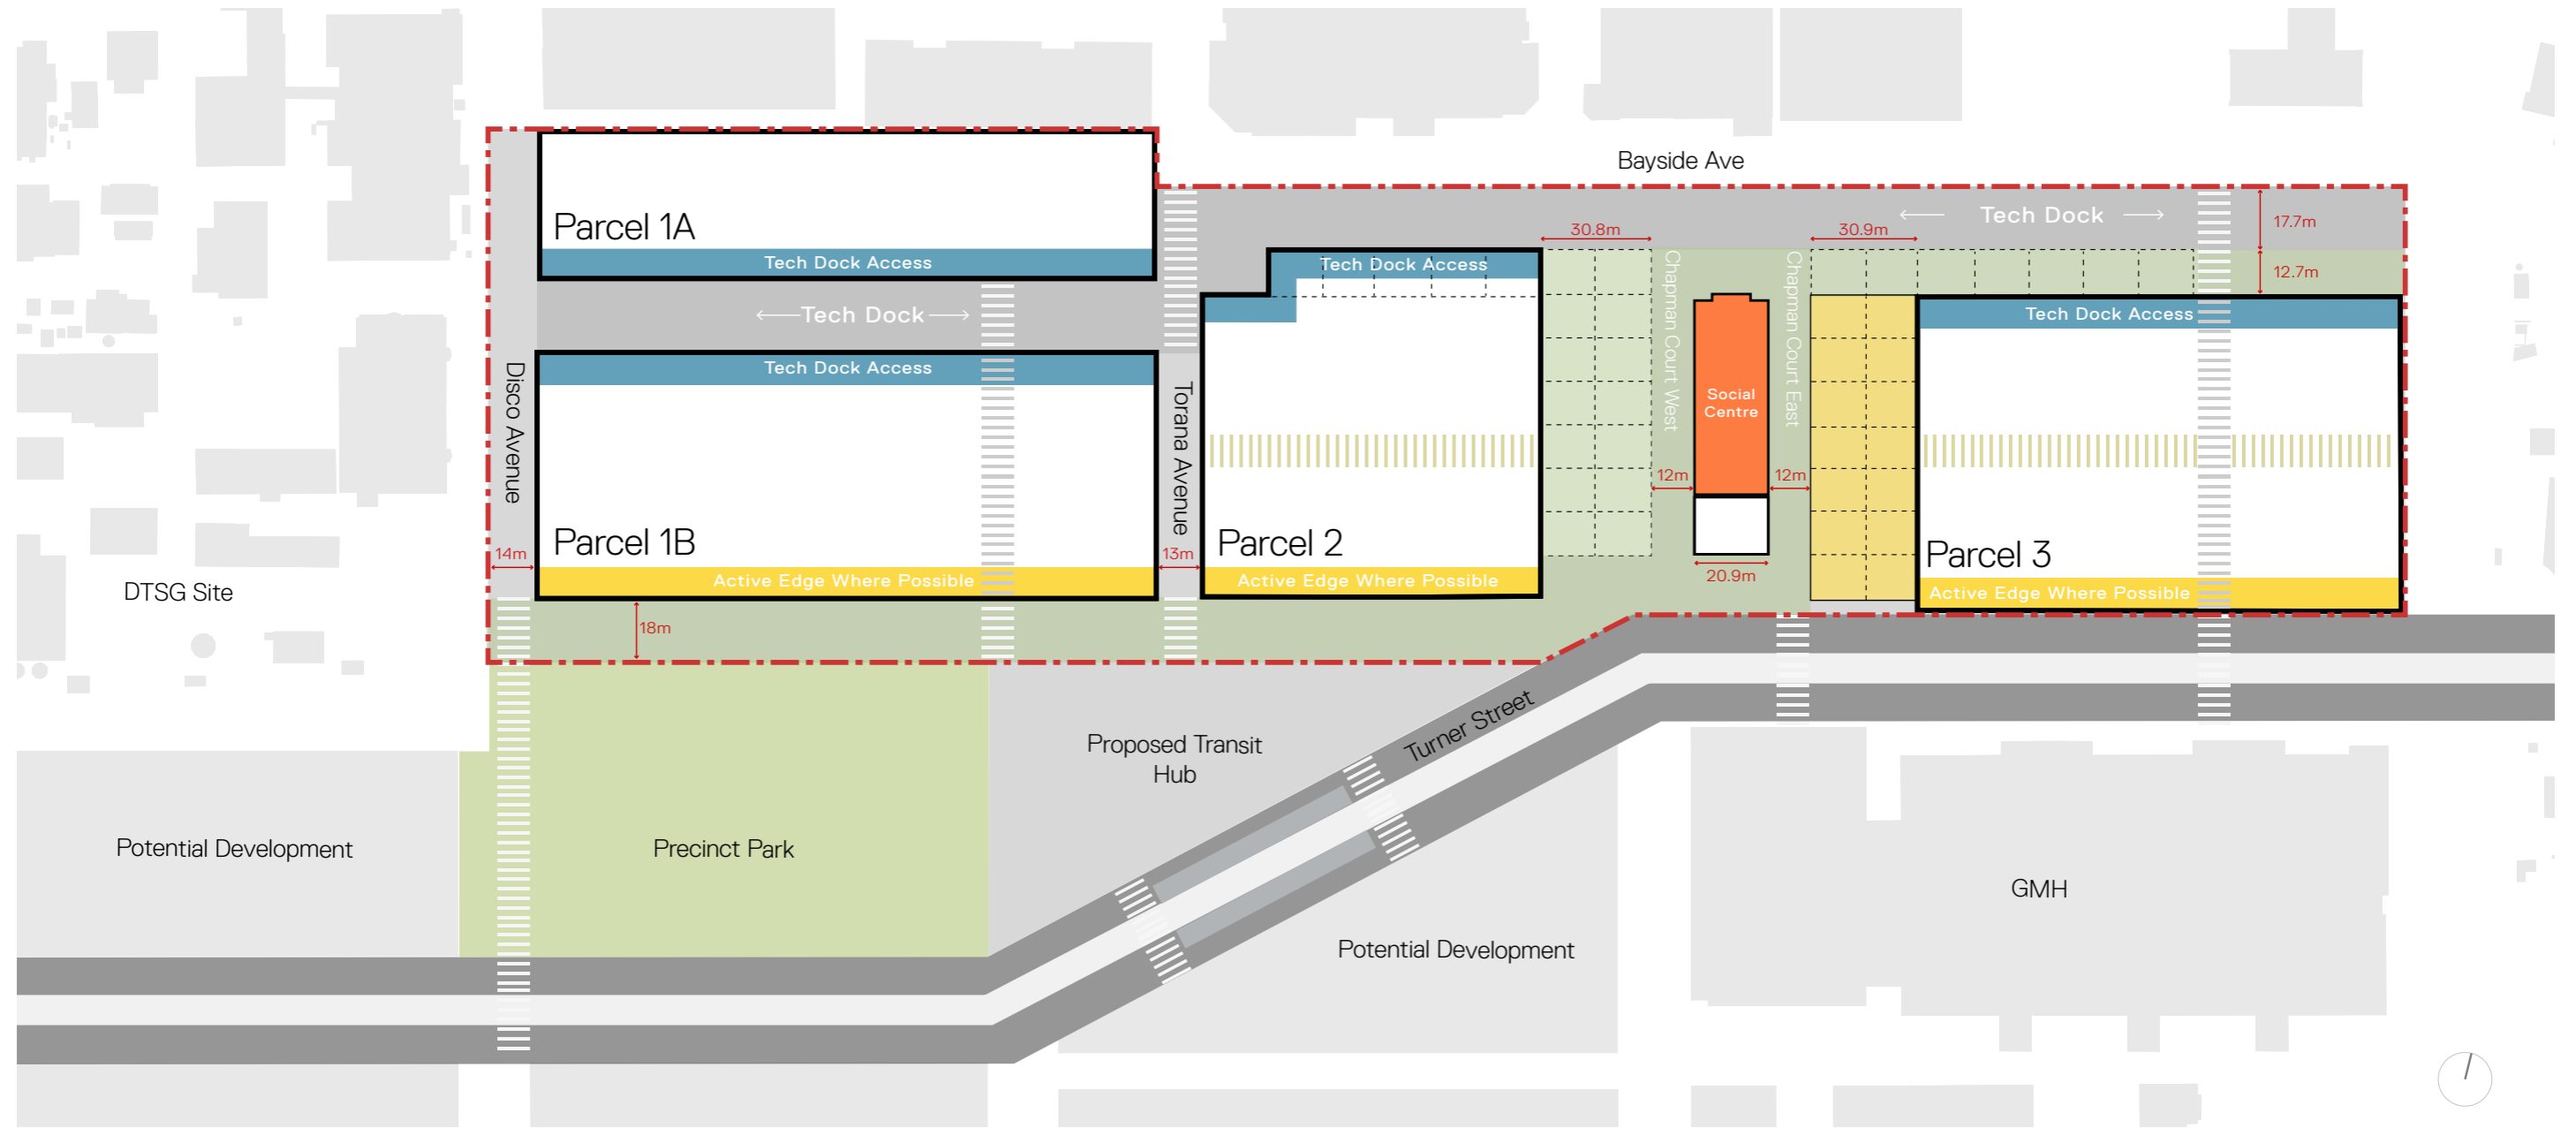 Bayside Ave
Parcel 1A
Tech Dock Access
Tech Dock
Tech Dock Access
Disco Avenue
Parcel 1B
14m
Active Edge Where Possible
18m
Torana Avenue
13m
Tech Dock Access
Parcel 2
Active Edge Where Possible
30.8m
Chapman Court West
12m
Social
Centre
20.9m
12m
Chapman Court East
30.9m
Tech Dock
17.7m
12.7m
Tech Dock Access
Parcel 3
Active Edge Where Possible
DTSG Site
Potential Development
Precinct Park
Proposed Transit
Hub
Turner Street
Potential Development
GMH